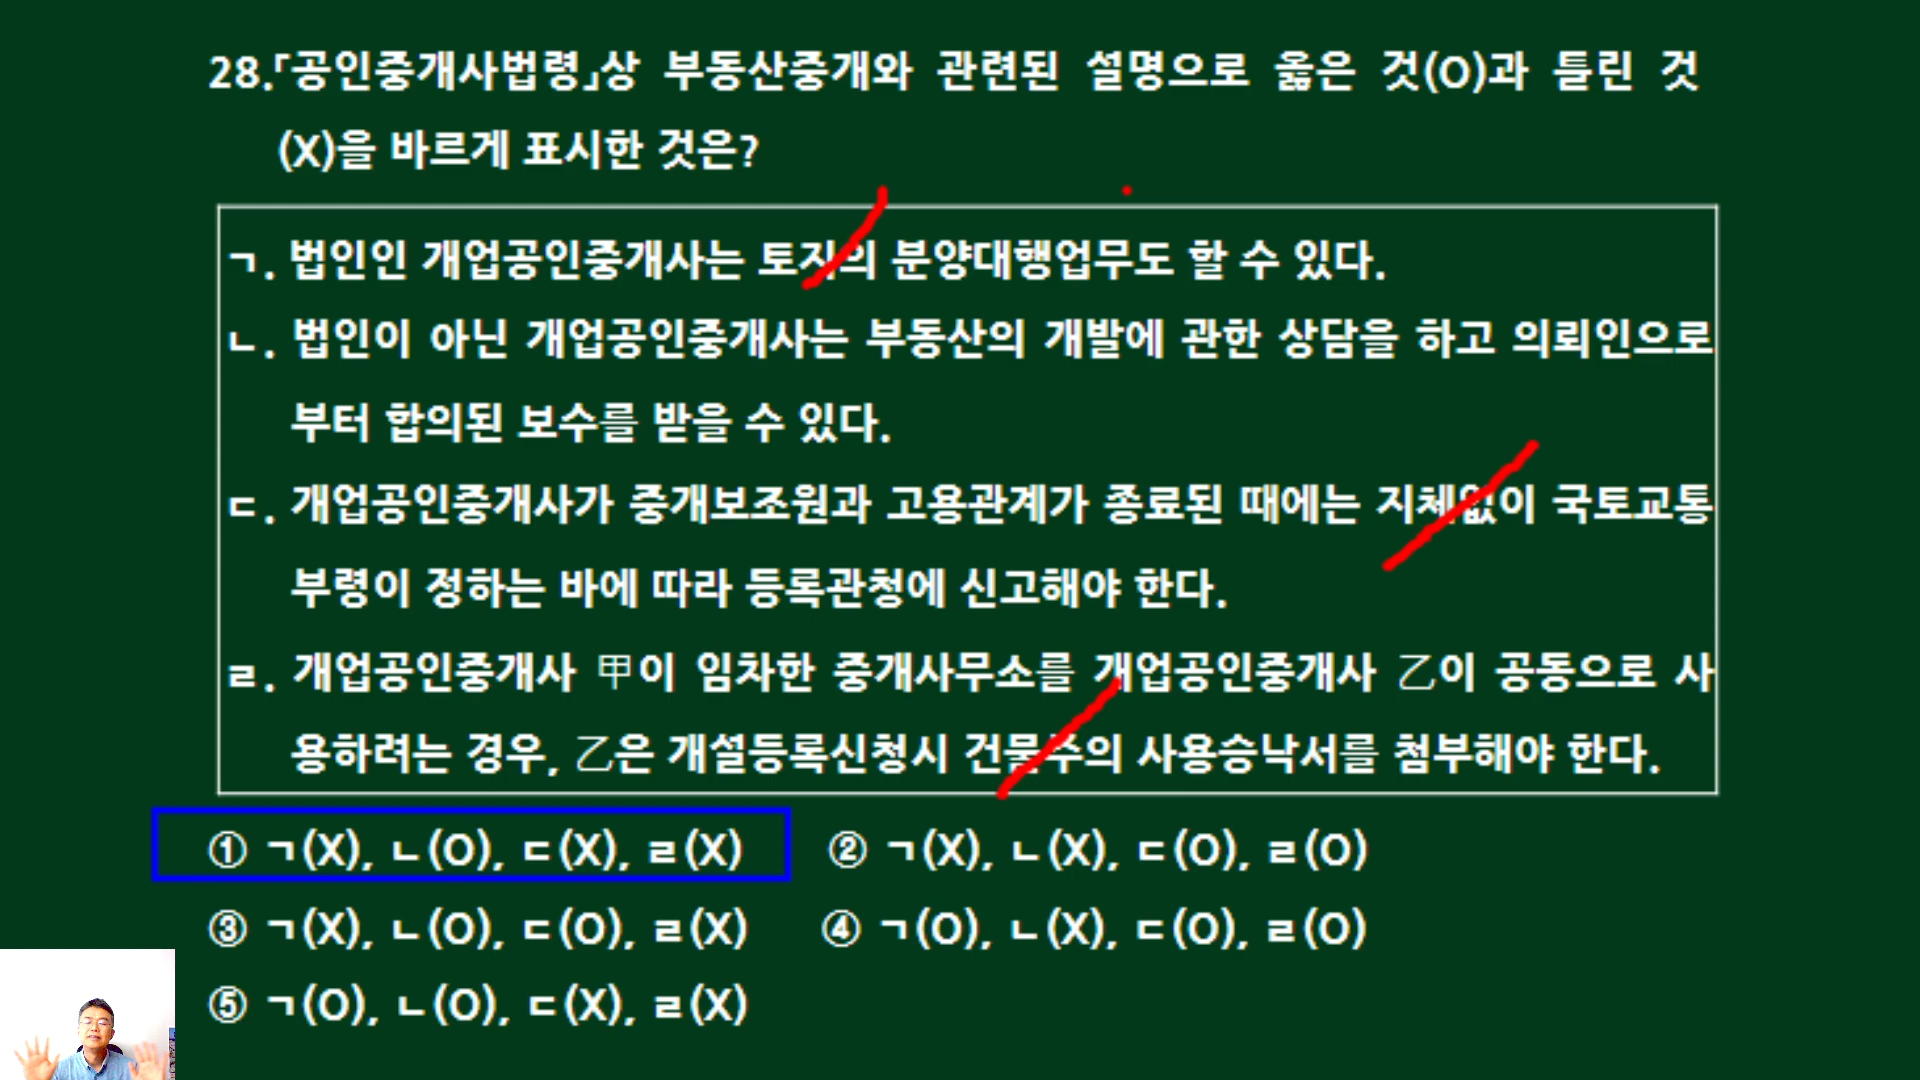 28.「공인중개사법령」상 부동산중개와 관련된 설명으로 옳은 것(O)과 틀린 것
(X)을 바르게 표시한 것은?
ㄱ. 법인인 개업공인중개사는 토지의 분양대행업무도 할 수 있다.
ㄴ. 법인이 아닌 개업공인중개사는 부동산의 개발에 관한 상담을 하고 의뢰인으로
부터 합의된 보수를 받을 수 있다.
ㄷ. 개업공인중개사가 중개보조원과 고용관계가 종료된 때에는 지체없이 국토교통
부령이 정하는 바에 따라 등록관청에 신고해야 한다.
ㄹ. 개업공인중개사 甲이 임차한 중개사무소를 개업공인중개사 乙이 공동으로 사
용하려는 경우, 乙은 개설등록신청시 건물주의 사용승낙서를 첨부해야 한다.
① ㄱ(X), ㄴ(O), ㄷ(X), ㄹ(X) ② ㄱ(X), ㄴ(X), ㄷ(O), ㄹ(O)
③ ㄱ(X), ㄴ(O), ㄷ(O), ㄹ(X) ④ ㄱ(O), ㄴ(X), ㄷ(O), ㄹ(O)
⑤ ㄱ(O), ㄴ(O), ㄷ(X), ㄹ(X)